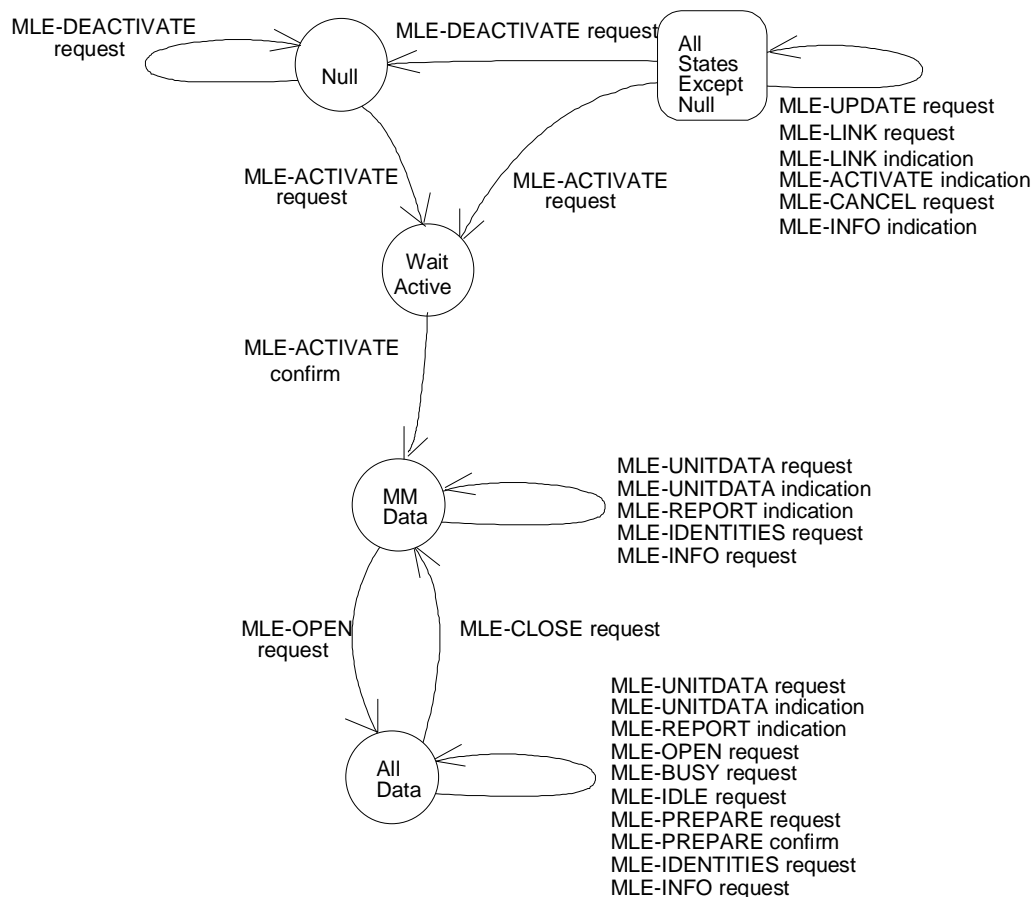 MLE-DEACTIVATE
request
MLE-DEACTIVATE request
Null
All
States
Except
Null
MLE-UPDATE request
MLE-LINK request
MLE-LINK indication
MLE-ACTIVATE indication
MLE-CANCEL request
MLE-INFO indication
MLE-ACTIVATE
request
MLE-ACTIVATE
request
Wait
Active
MLE-ACTIVATE
confirm
MM
Data
MLE-UNITDATA request
MLE-UNITDATA indication
MLE-REPORT indication
MLE-IDENTITIES request
MLE-INFO request
MLE-OPEN
request
MLE-CLOSE request
All
Data
MLE-UNITDATA request
MLE-UNITDATA indication
MLE-REPORT indication
MLE-OPEN request
MLE-BUSY request
MLE-IDLE request
MLE-PREPARE request
MLE-PREPARE confirm
MLE-IDENTITIES request
MLE-INFO request